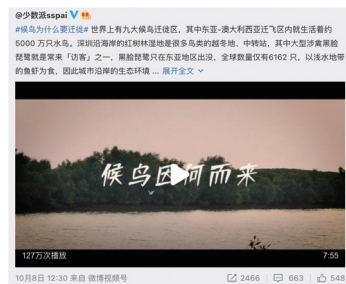 @少数派sspai
#候鸟为什么要迁徙# 世界上有九大候鸟迁徙区，其中东亚-澳大利西亚迁飞区内就生活着约
5000 万只水鸟。深圳沿海岸的红树林湿地是很多鸟类的越冬地、中转站，其中大型涉禽黑脸
琵鹭就是常来「访客」之一，黑脸琵鹭只在东亚地区出没，全球数量仅有6162 只，以浅水地带
的鱼虾为食，因此城市沿岸的生态环境 ... 展开全文
候鸟因何而来
127万次播放
7:55
10月8日 12:30 来自 微博视频号
2466
663
548